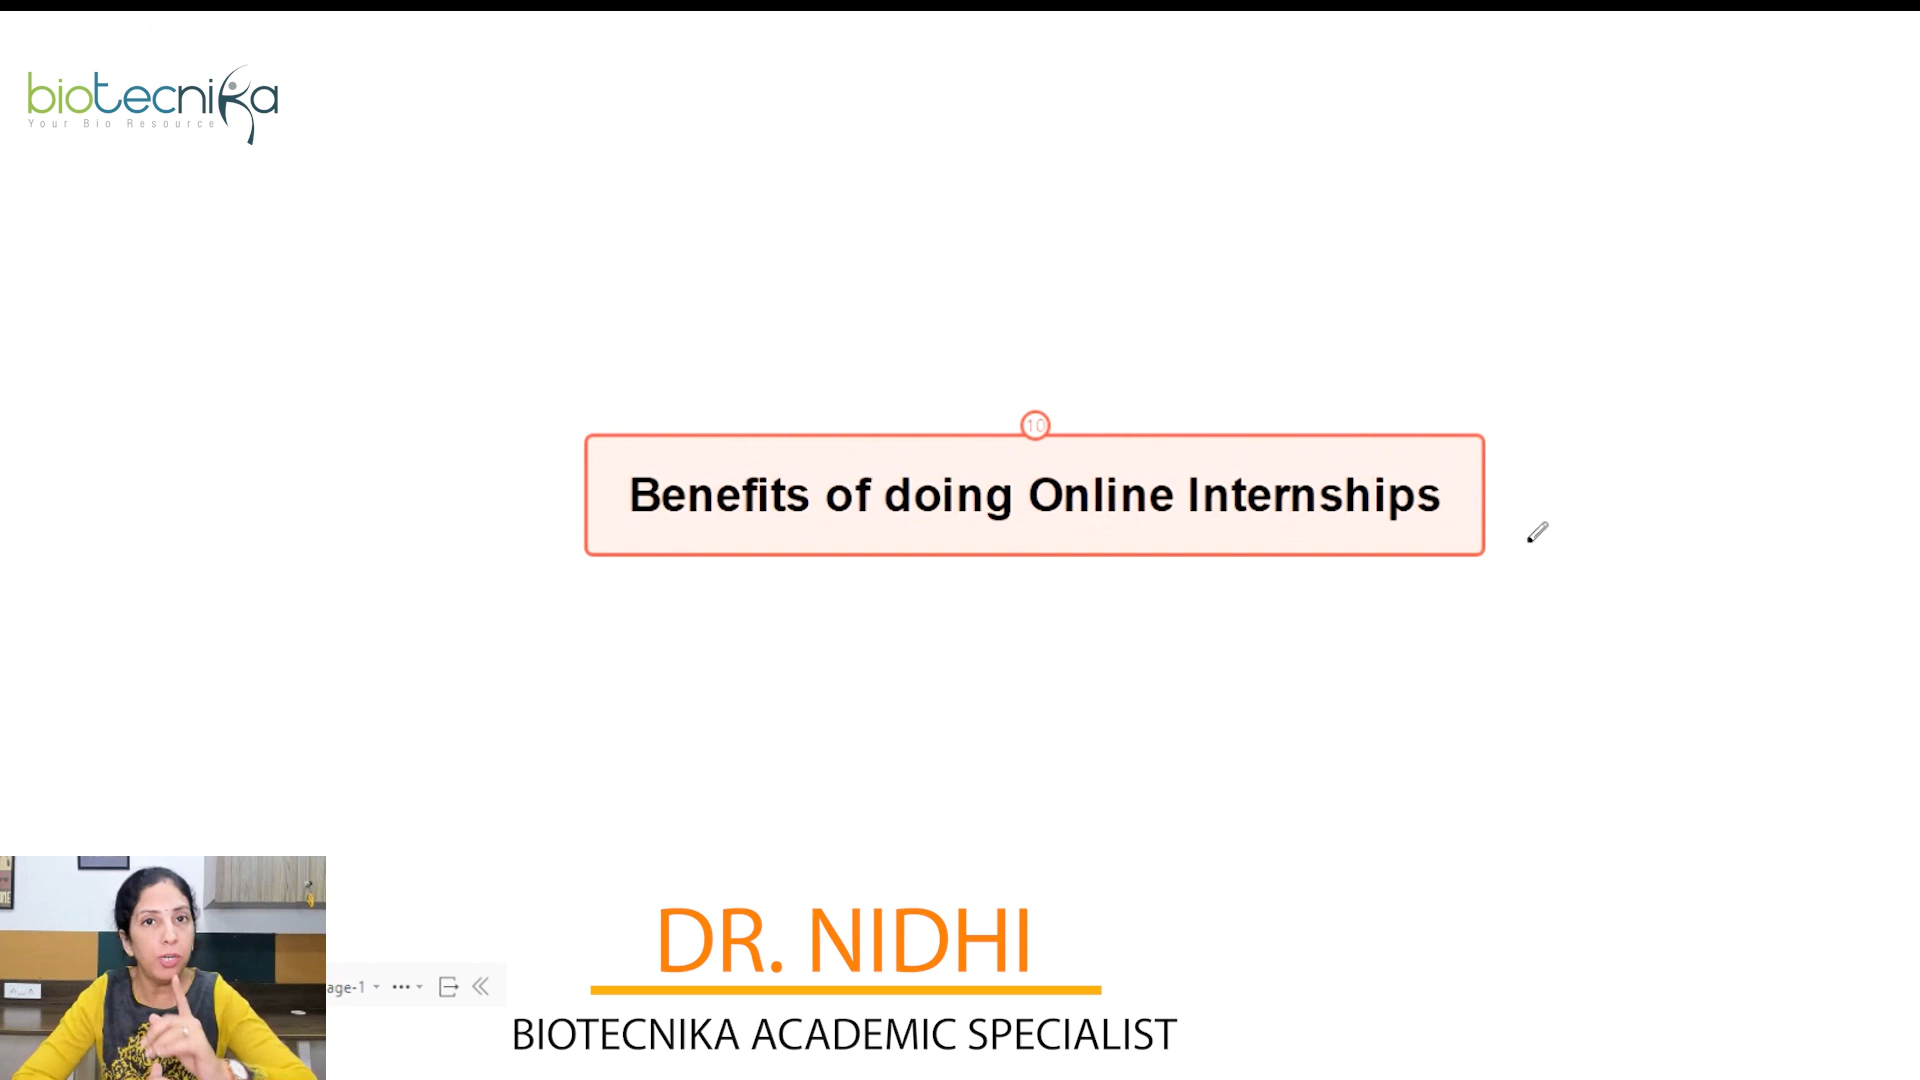 biotecnika
Your Bio Resource
10
Benefits of doing Online Internships
age-1
DR. NIDHI
BIOTECNIKA ACADEMIC SPECIALIST